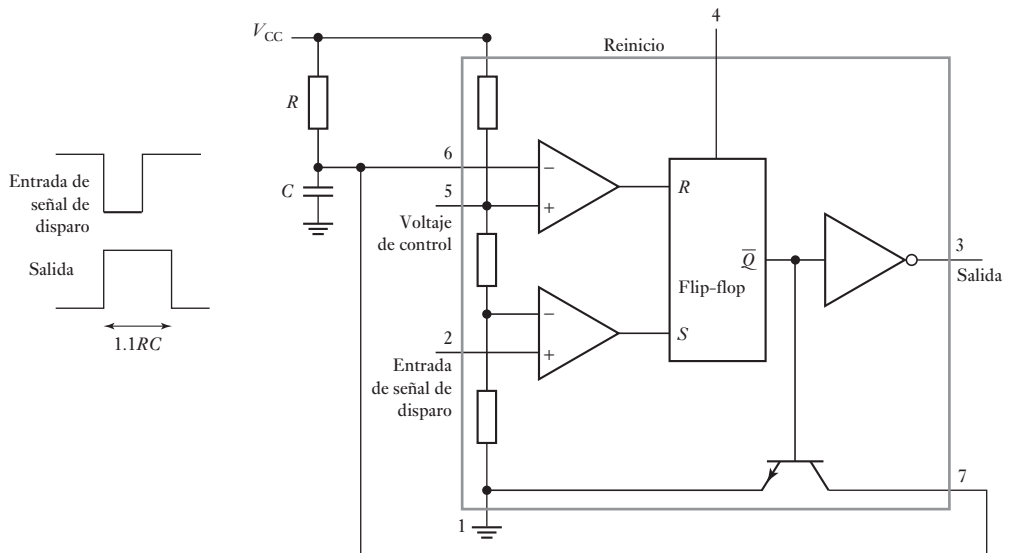 V_CC
4
Reinicio
R
6
C
5
Voltaje
de control
2
Entrada
de señal de
disparo
1
Entrada de
señal de
disparo
Salida
1.1RC
−
+
−
+
R
Q̅
Flip-flop
S
3
Salida
7